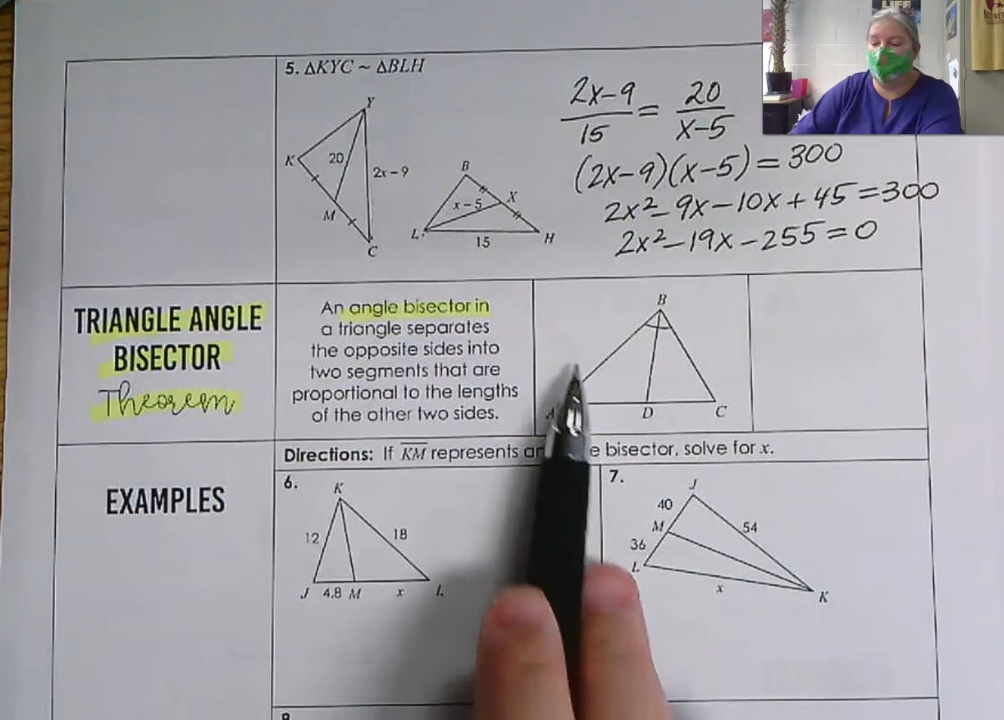 5. ΔKYC ~ ΔBLH
Y
K
20
2x – 9
M
C
B
x – 5
X
L
15
H
2x-9/15 = 20/x-5
(2x-9)(x-5) = 300
2x²-9x-10x+45=300
2x²-19x-255=0
TRIANGLE ANGLE
BISECTOR
Theorem
An angle bisector in
a triangle separates
the opposite sides into
two segments that are
proportional to the lengths
of the other two sides.
B
A
D
C
EXAMPLES
Directions: If KM represents an e bisector, solve for x.
6.
K
12
18
J
4.8
M
x
L
7.
J
40
M
54
36
L
x
K